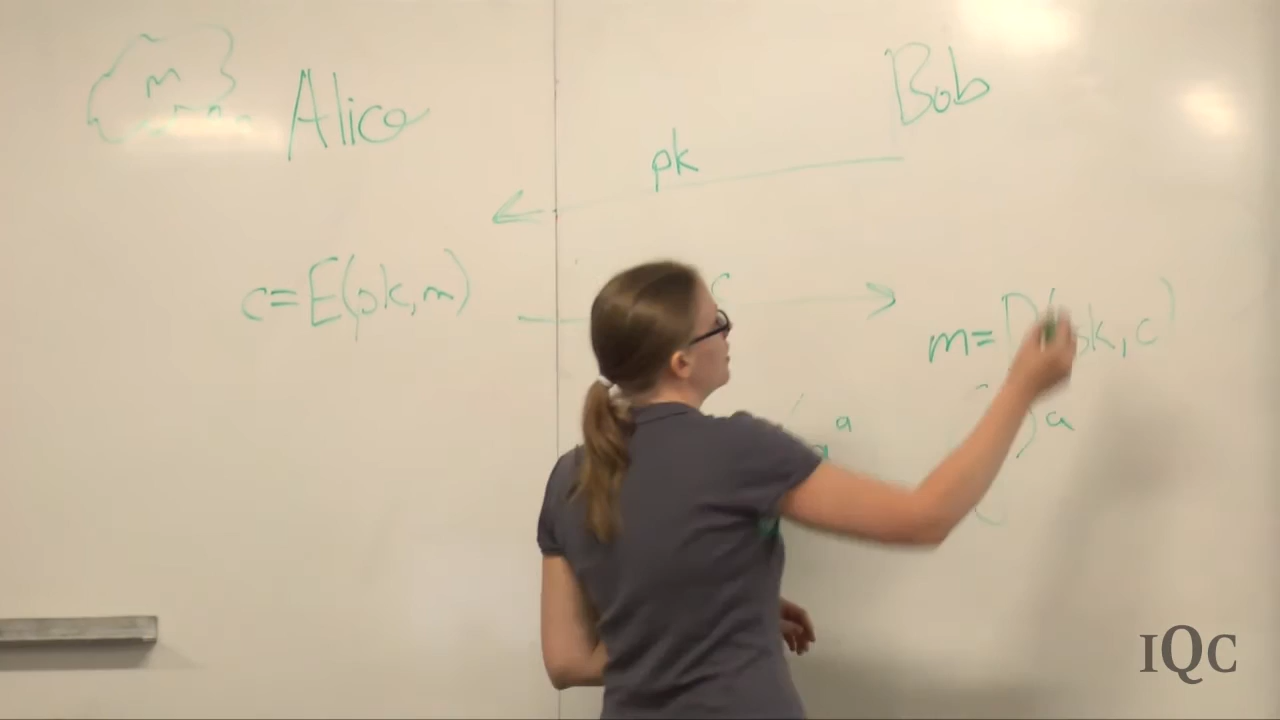 m
Alice
Bob
pk
c=E(pk,m)
c
m=D(sk,c)
a
a
IQC